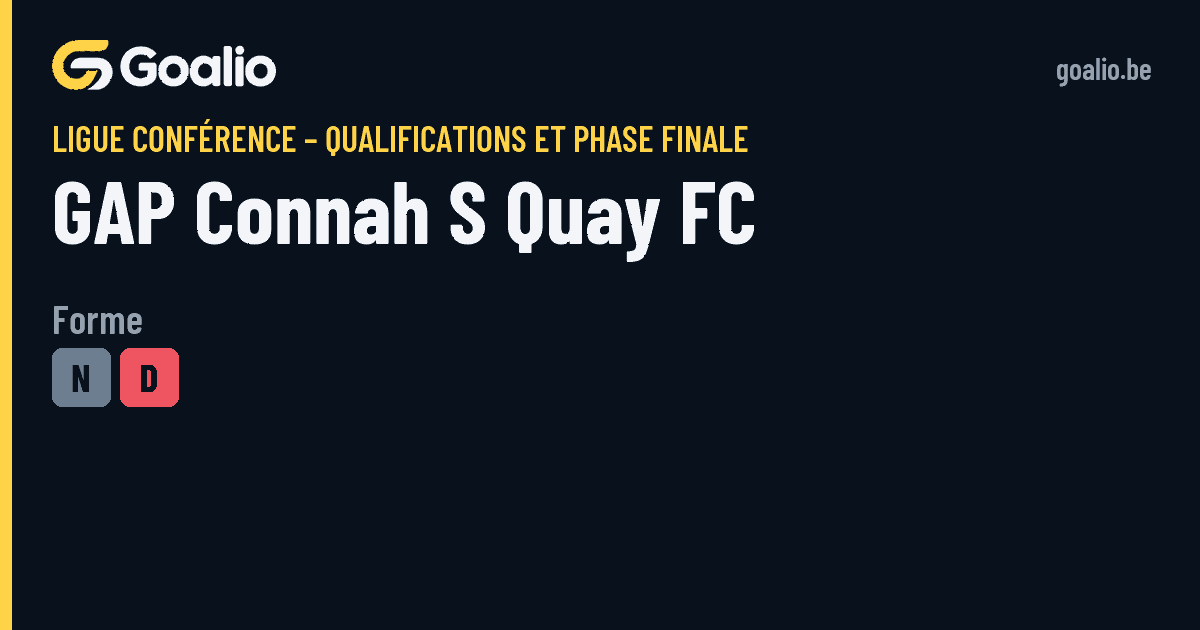 Goalio
goalio.be
LIGUE CONFÉRENCE – QUALIFICATIONS ET PHASE FINALE
GAP Connah S Quay FC
Forme
N D